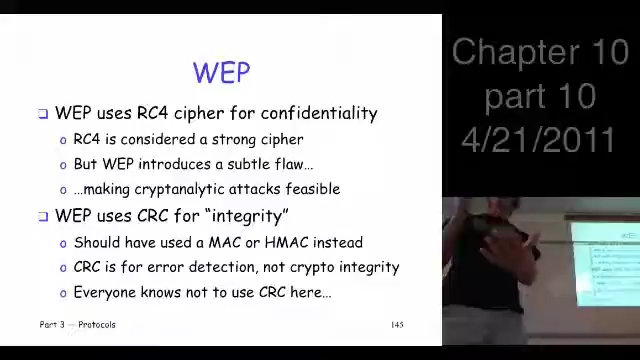 WEP
WEP uses RC4 cipher for confidentiality
RC4 is considered a strong cipher
But WEP introduces a subtle flaw…
…making cryptanalytic attacks feasible
WEP uses CRC for “integrity”
Should have used a MAC or HMAC instead
CRC is for error detection, not crypto integrity
Everyone knows not to use CRC here…
Part 3 — Protocols
145
Chapter 10
part 10
4/21/2011